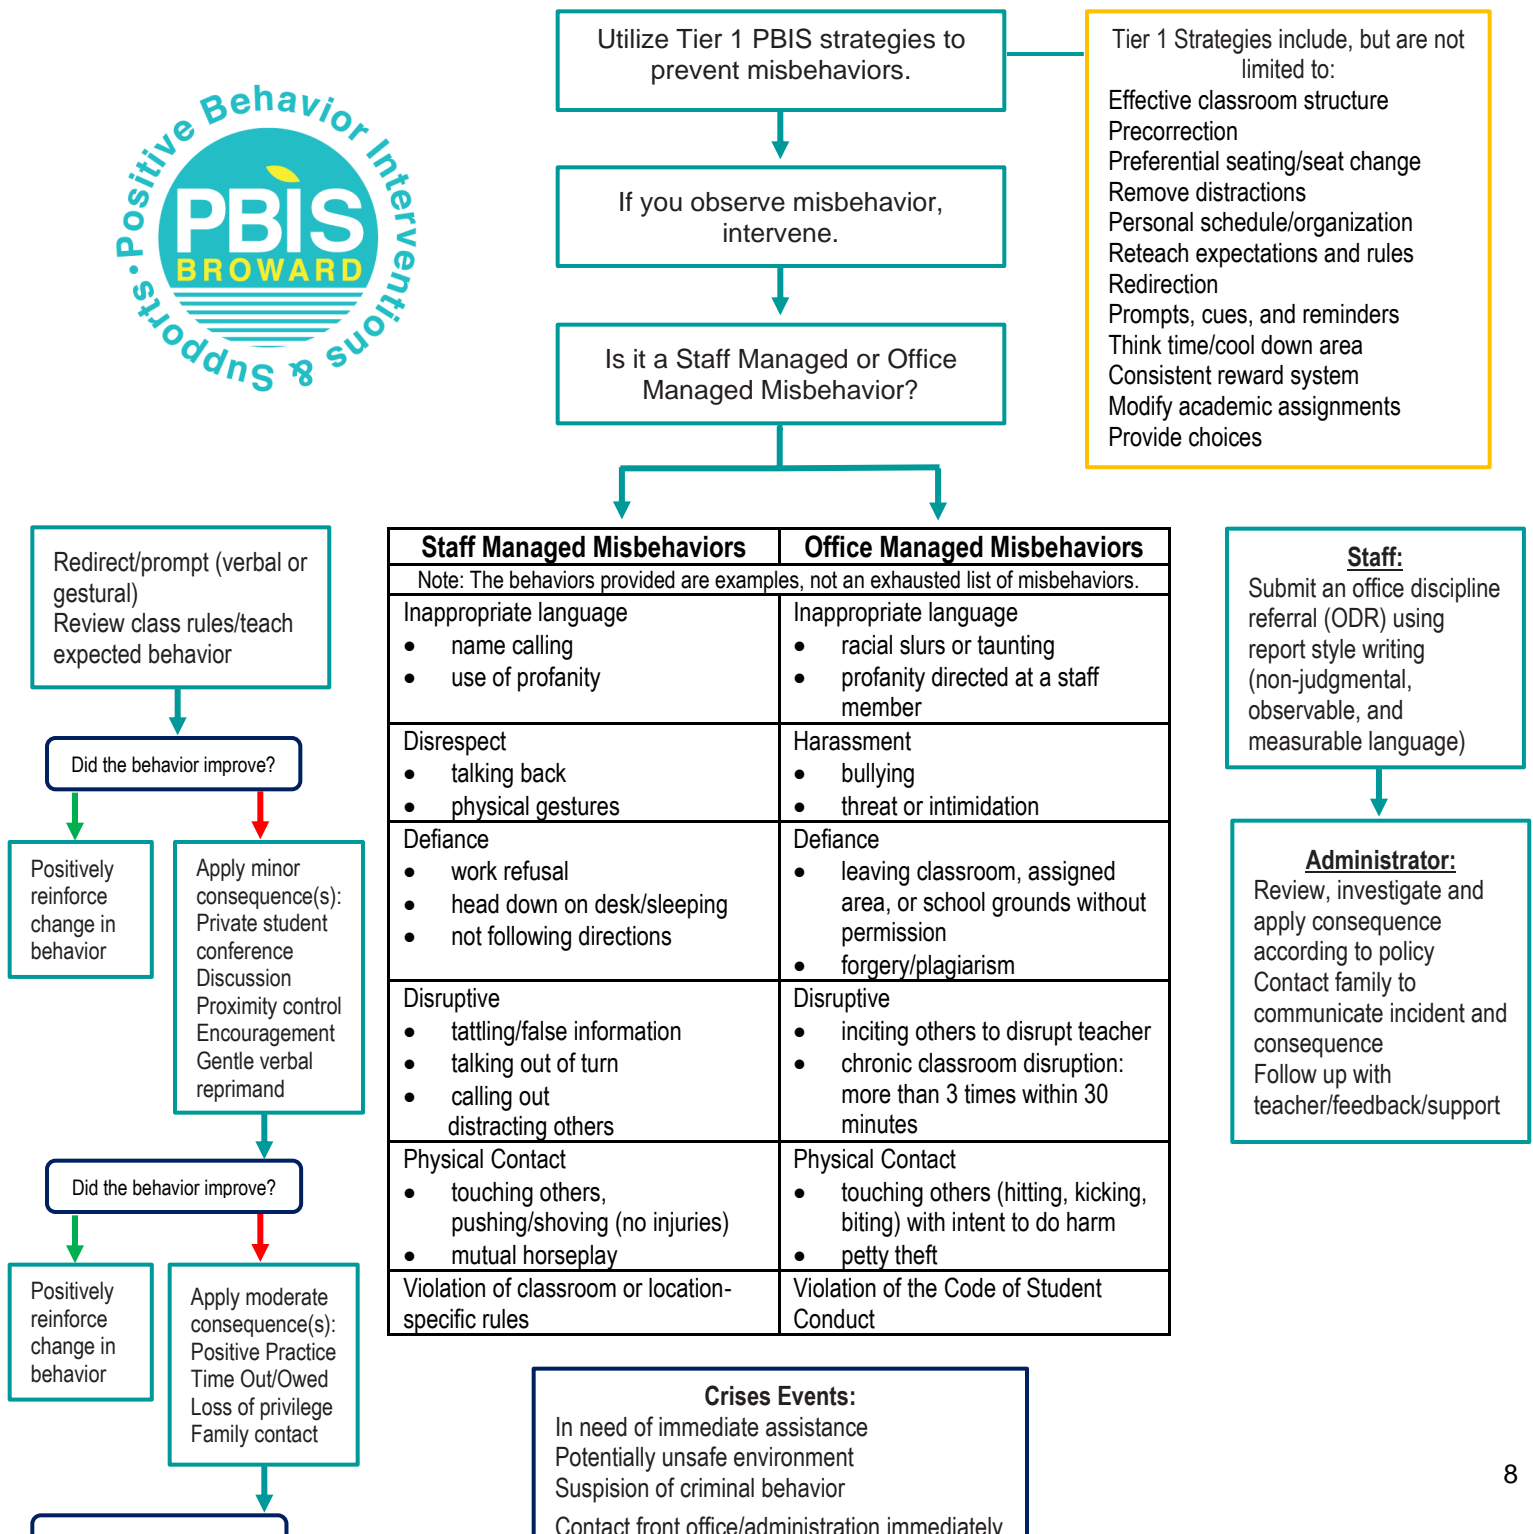 Utilize Tier 1 PBIS strategies to
prevent misbehaviors.
Tier 1 Strategies include, but are not
limited to:
Effective classroom structure
Precorrection
Preferential seating/seat change
Remove distractions
Personal schedule/organization
Reteach expectations and rules
Redirection
Prompts, cues, and reminders
Think time/cool down area
Consistent reward system
Modify academic assignments
Provide choices
Positive Behavior Interventions & Supports
PBIS
BROWARD
If you observe misbehavior,
intervene.
Is it a Staff Managed or Office
Managed Misbehavior?
Redirect/prompt (verbal or
gestural)
Review class rules/teach
expected behavior
Did the behavior improve?
Positively
reinforce
change in
behavior
Apply minor
consequence(s):
Private student
conference
Discussion
Proximity control
Encouragement
Gentle verbal
reprimand
Did the behavior improve?
Positively
reinforce
change in
behavior
Apply moderate
consequence(s):
Positive Practice
Time Out/Owed
Loss of privilege
Family contact
Staff Managed Misbehaviors
Office Managed Misbehaviors
Note: The behaviors provided are examples, not an exhausted list of misbehaviors.
Inappropriate language
• name calling
• use of profanity
Inappropriate language
• racial slurs or taunting
• profanity directed at a staff
member
Disrespect
• talking back
• physical gestures
Harassment
• bullying
• threat or intimidation
Defiance
• work refusal
• head down on desk/sleeping
• not following directions
Defiance
• leaving classroom, assigned
area, or school grounds without
permission
• forgery/plagiarism
Disruptive
• tattling/false information
• talking out of turn
• calling out
distracting others
Disruptive
• inciting others to disrupt teacher
• chronic classroom disruption:
more than 3 times within 30
minutes
Physical Contact
• touching others,
pushing/shoving (no injuries)
• mutual horseplay
Physical Contact
• touching others (hitting, kicking,
biting) with intent to do harm
• petty theft
Violation of classroom or location-
specific rules
Violation of the Code of Student
Conduct
Staff:
Submit an office discipline
referral (ODR) using
report style writing
(non-judgmental,
observable, and
measurable language)
Administrator:
Review, investigate and
apply consequence
according to policy
Contact family to
communicate incident and
consequence
Follow up with
teacher/feedback/support
Crises Events:
In need of immediate assistance
Potentially unsafe environment
Suspision of criminal behavior
Contact front office/administration immediately
8